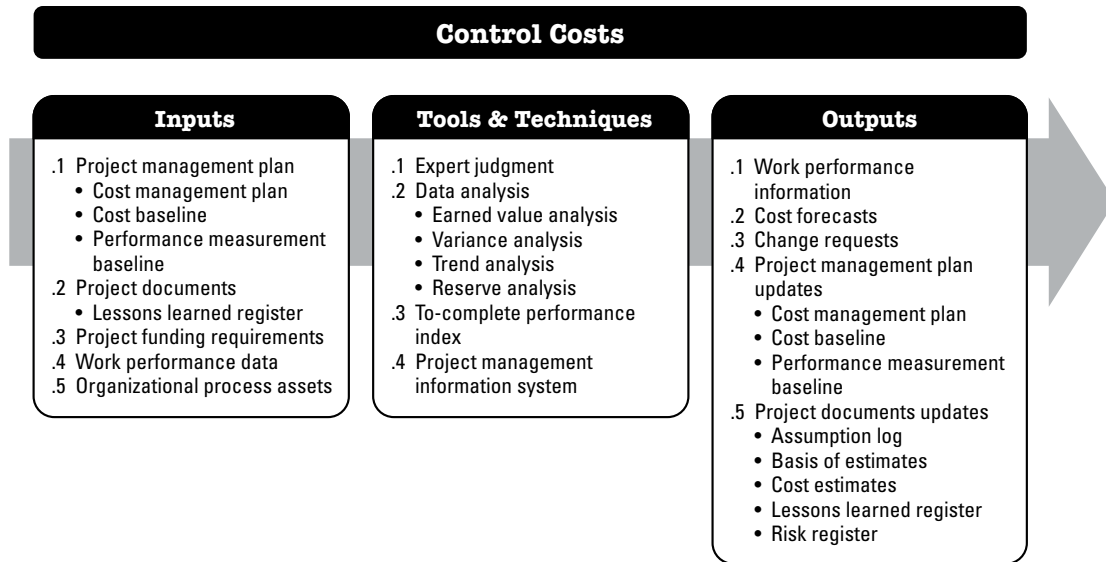 Control Costs
Inputs
.1 Project management plan
• Cost management plan
• Cost baseline
• Performance measurement
baseline
.2 Project documents
• Lessons learned register
.3 Project funding requirements
.4 Work performance data
.5 Organizational process assets
Tools & Techniques
.1 Expert judgment
.2 Data analysis
• Earned value analysis
• Variance analysis
• Trend analysis
• Reserve analysis
.3 To-complete performance
index
.4 Project management
information system
Outputs
.1 Work performance
information
.2 Cost forecasts
.3 Change requests
.4 Project management plan
updates
• Cost management plan
• Cost baseline
• Performance measurement
baseline
.5 Project documents updates
• Assumption log
• Basis of estimates
• Cost estimates
• Lessons learned register
• Risk register